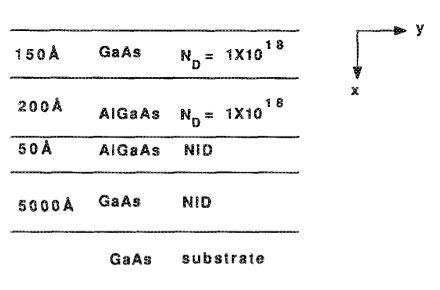 150Å GaAs N_D = 1X10^18
y
x
200Å AlGaAs N_D = 1X10^18
50Å AlGaAs NID
5000Å GaAs NID
GaAs substrate